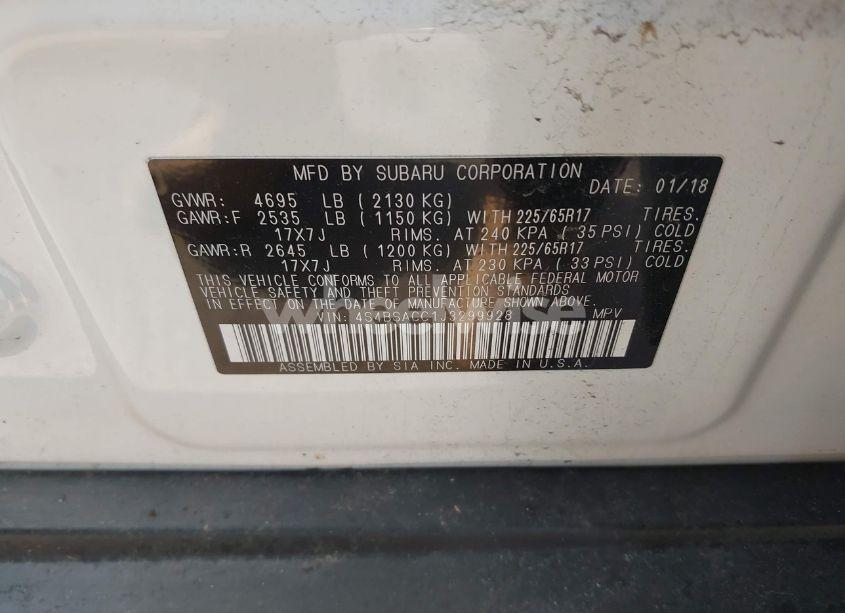 MFD BY SUBARU CORPORATION
DATE: 01/18
GVWR: 4695 LB ( 2130 KG)
GAWR:F 2535 LB ( 1150 KG) WITH 225/65R17 TIRES.
17X7J RIMS. AT 240 KPA ( 35 PSI) COLD
GAWR:R 2645 LB ( 1200 KG) WITH 225/65R17 TIRES.
17X7J RIMS. AT 230 KPA ( 33 PSI) COLD
THIS VEHICLE CONFORMS TO ALL APPLICABLE FEDERAL MOTOR
VEHICLE SAFETY AND THEFT PREVENTION STANDARDS
IN EFFECT ON THE DATE OF MANUFACTURE SHOWN ABOVE.
VIN: 4S4BSACC1J3299928 MPV
ASSEMBLED BY SIA INC. MADE IN U.S.A.